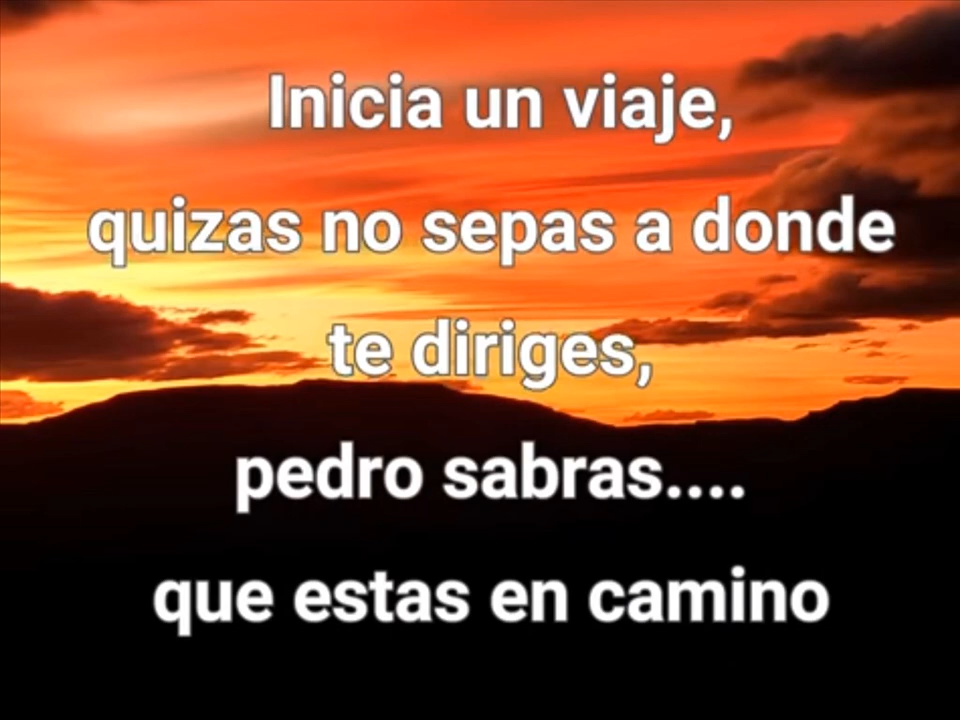 Inicia un viaje,
quizas no sepas a donde
te diriges,
pedro sabras....
que estas en camino